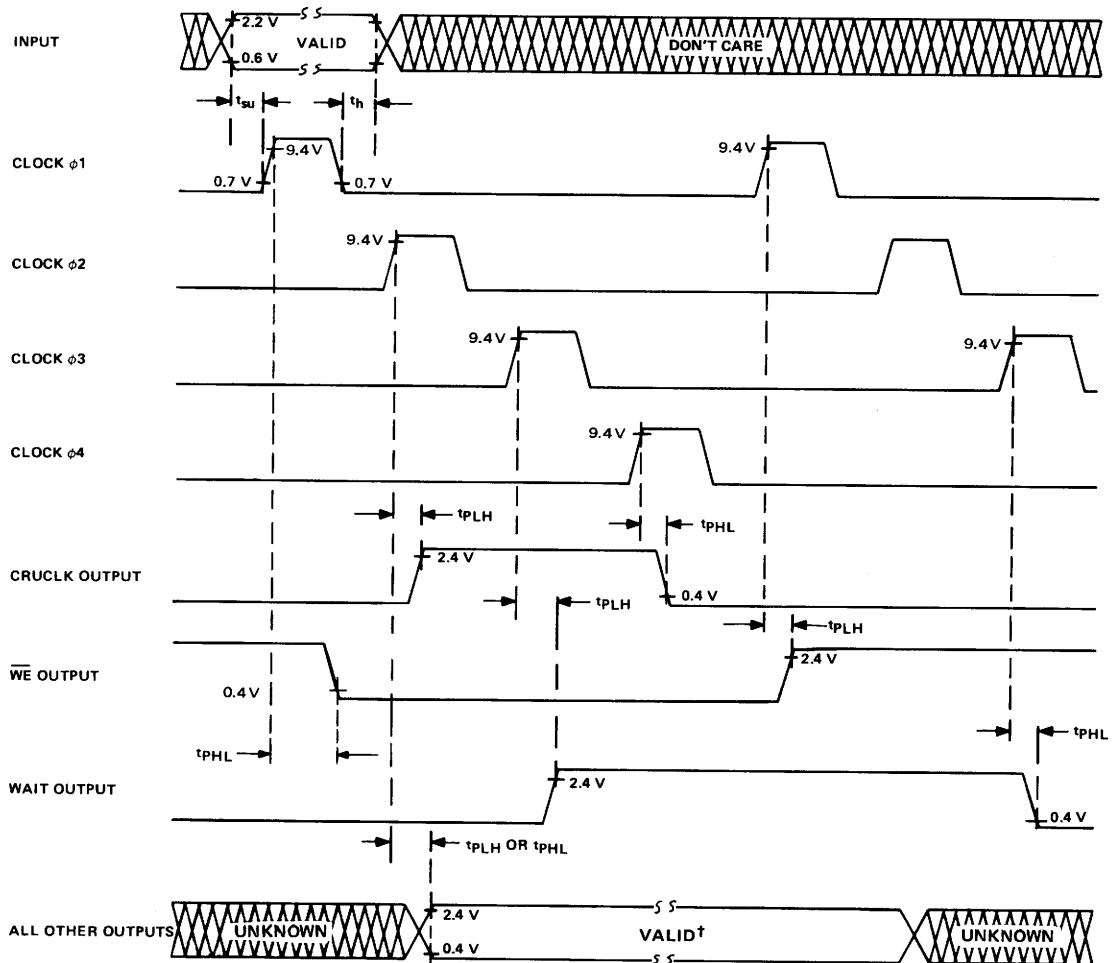 INPUT
2.2 V
0.6 V
VALID
DON'T CARE
tsu
th
CLOCK ϕ1
9.4 V
0.7 V
0.7 V
9.4 V
CLOCK ϕ2
9.4 V
CLOCK ϕ3
9.4 V
9.4 V
CLOCK ϕ4
9.4 V
tPLH
tPHL
CRUCLK OUTPUT
2.4 V
0.4 V
tPLH
tPLH
W̅E̅ OUTPUT
2.4 V
0.4 V
tPHL
tPHL
WAIT OUTPUT
2.4 V
0.4 V
tPLH OR tPHL
ALL OTHER OUTPUTS
UNKNOWN
2.4 V
0.4 V
VALID†
UNKNOWN